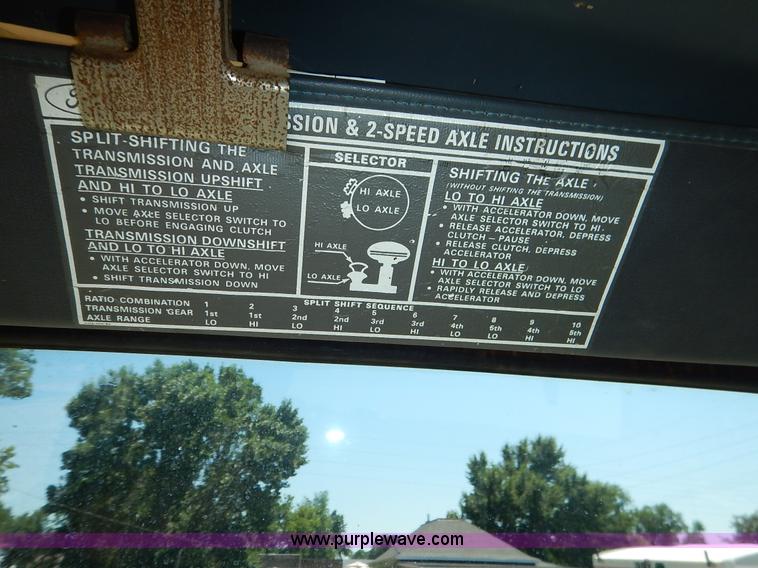 SSION & 2-SPEED AXLE INSTRUCTIONS
SPLIT-SHIFTING THE
TRANSMISSION AND AXLE
TRANSMISSION UPSHIFT
AND HI TO LO AXLE
• SHIFT TRANSMISSION UP
• MOVE AXLE SELECTOR SWITCH TO
LO BEFORE ENGAGING CLUTCH
TRANSMISSION DOWNSHIFT
AND LO TO HI AXLE
• WITH ACCELERATOR DOWN, MOVE
AXLE SELECTOR SWITCH TO HI
• SHIFT TRANSMISSION DOWN
SELECTOR
HI AXLE
LO AXLE
HI AXLE
LO AXLE
SHIFTING THE AXLE
(WITHOUT SHIFTING THE TRANSMISSION)
LO TO HI AXLE
• WITH ACCELERATOR DOWN, MOVE
AXLE SELECTOR SWITCH TO HI
• RELEASE ACCELERATOR, DEPRESS
CLUTCH – PAUSE
• RELEASE CLUTCH, DEPRESS
ACCELERATOR
HI TO LO AXLE
• WITH ACCELERATOR DOWN, MOVE
AXLE SELECTOR SWITCH TO LO
• RAPIDLY RELEASE AND DEPRESS
ACCELERATOR
SPLIT SHIFT SEQUENCE
RATIO COMBINATION 1 2 3 4 5 6 7 8 9 10
TRANSMISSION GEAR 1st 1st 2nd 2nd 3rd 3rd 4th 5th 4th 5th
AXLE RANGE LO HI LO HI LO HI LO LO HI HI
www.purplewave.com